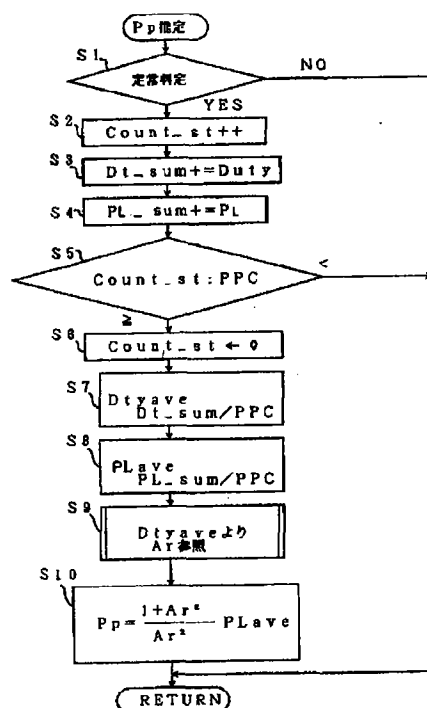 Pp推定
S1
定常判定
NO
YES
S2
Count_st++
S3
Dt_sum+=Duty
S4
PL_sum+=PL
S5
Count_st:PPC
<
≧
S6
Count_st←0
S7
Dtyave
Dt_sum/PPC
S8
PLave
PL_sum/PPC
S9
Dtyaveより
Ar参照
S10
Pp=(1+Ar²)/Ar² PLave
RETURN